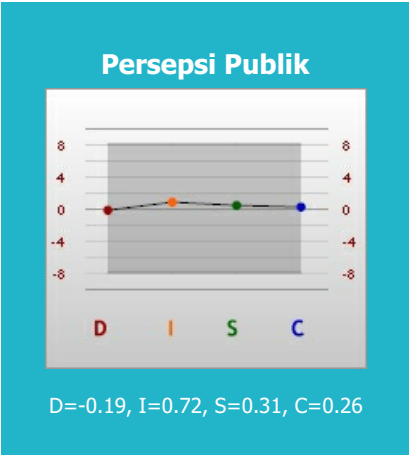 Persepsi Publik
8 8
4 4
0 0
-4 -4
-8 -8
D I S C
D=-0.19, I=0.72, S=0.31, C=0.26